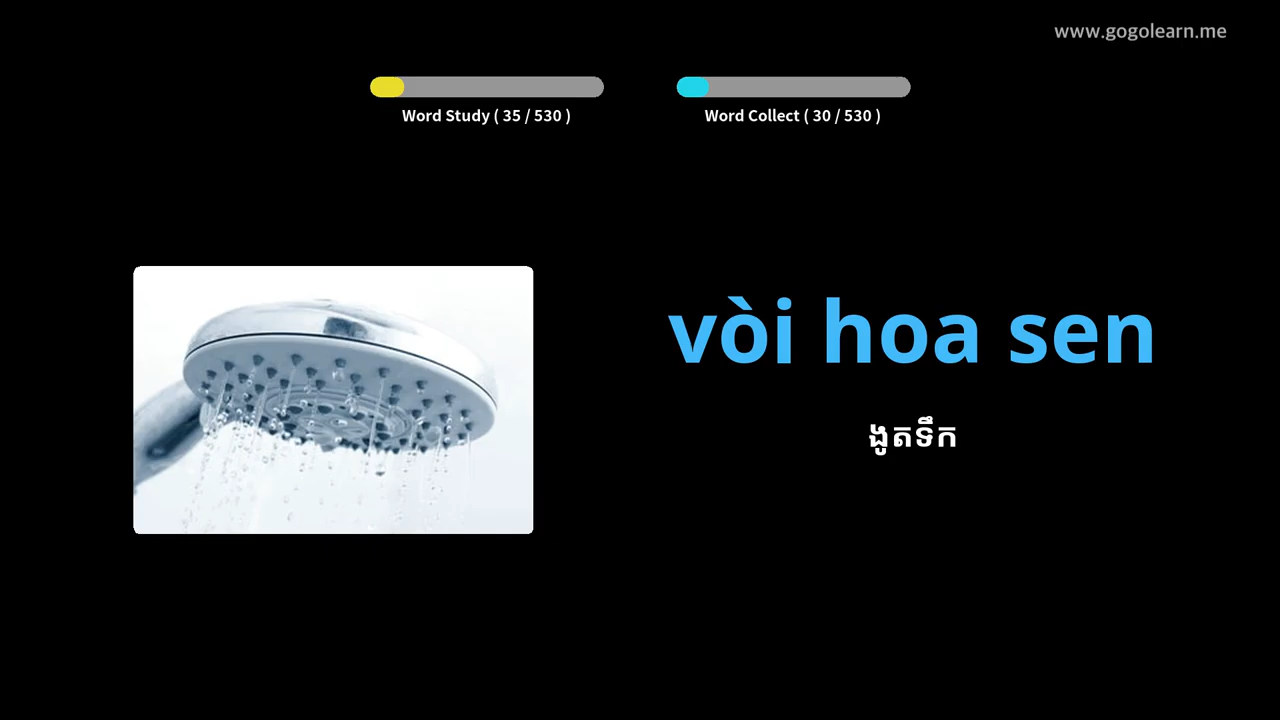 www.gogolearn.me
Word Study ( 35 / 530 )
Word Collect ( 30 / 530 )
vòi hoa sen
ងូតទឹក